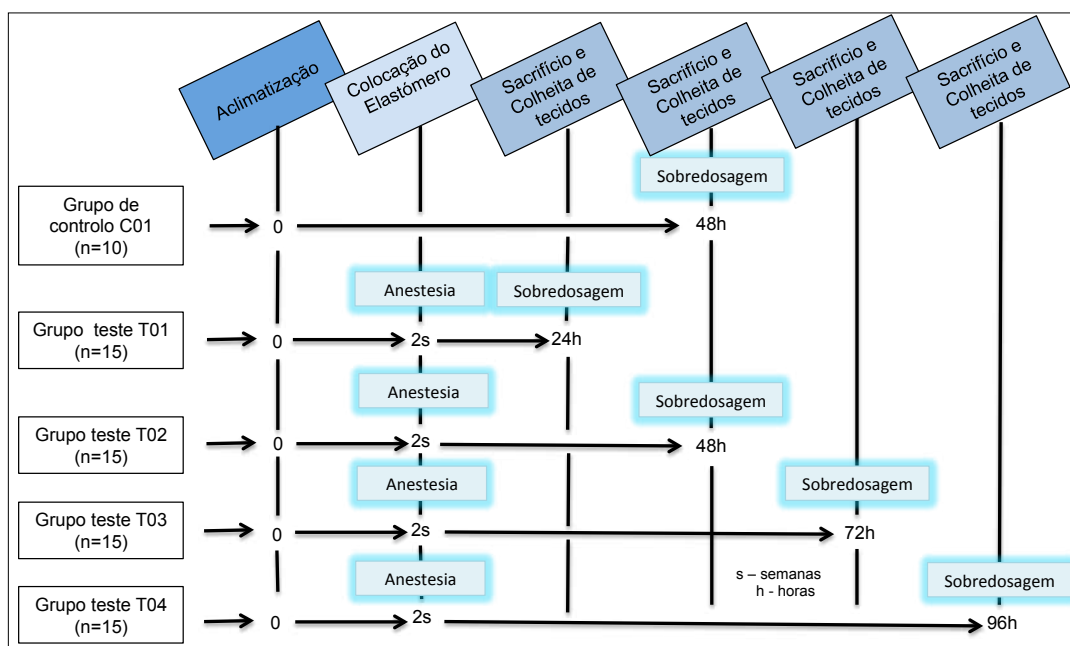 Aclimatização
Colocação do
Elastómero
Sacrifício e
Colheita de
tecidos
Sacrifício e
Colheita de
tecidos
Sacrifício e
Colheita de
tecidos
Sacrifício e
Colheita de
tecidos
Sobredosagem
Grupo de
controlo C01
(n=10)
0
48h
Anestesia
Sobredosagem
Grupo teste T01
(n=15)
0
2s
24h
Anestesia
Sobredosagem
Grupo teste T02
(n=15)
0
2s
48h
Anestesia
Sobredosagem
Grupo teste T03
(n=15)
0
2s
72h
Anestesia
s – semanas
h - horas
Sobredosagem
Grupo teste T04
(n=15)
0
2s
96h